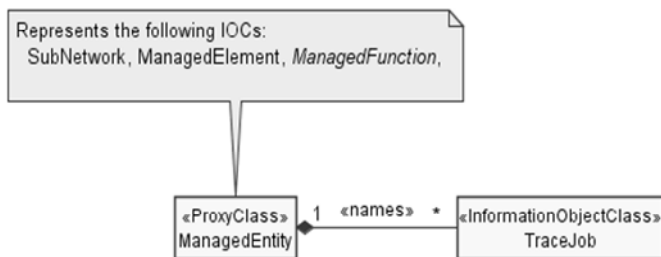 Represents the following IOCs:
SubNetwork, ManagedElement, ManagedFunction,
«ProxyClass»
ManagedEntity
1 «names» *
«InformationObjectClass»
TraceJob